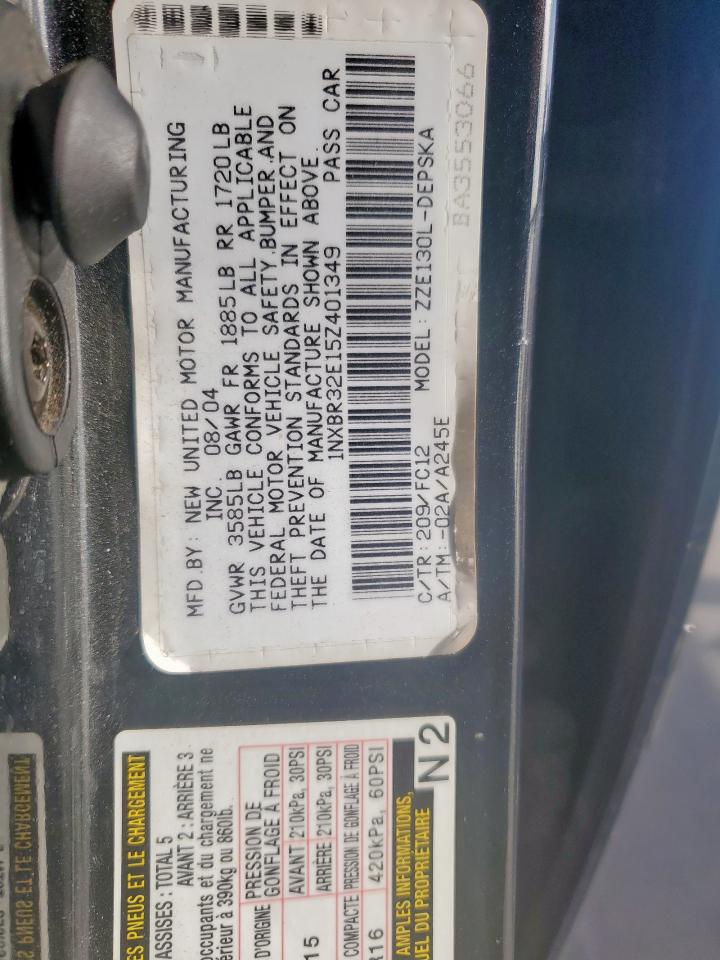 MFD.BY: NEW UNITED MOTOR MANUFACTURING
INC. 08/04
GVWR 3585LB GAWR FR 1885LB RR 1720LB
THIS VEHICLE CONFORMS TO ALL APPLICABLE
FEDERAL MOTOR VEHICLE SAFETY,BUMPER,AND
THEFT PREVENTION STANDARDS IN EFFECT ON
THE DATE OF MANUFACTURE SHOWN ABOVE.
1NXBR32E15Z401349 PASS CAR
C/TR:209/FC12 MODEL:ZZE130L-DEPSKA
A/TM:-02A/A245E
BA3553066
ES PNEUS ET LE CHARGEMENT
ASSISES : TOTAL 5
AVANT 2 : ARRIÈRE 3
occupants et du chargement ne
érieur à 390kg ou 860lb.
D'ORIGINE
PRESSION DE
GONFLAGE À FROID
15
AVANT 210kPa, 30PSI
ARRIÈRE 210kPa, 30PSI
COMPACTE
PRESSION DE GONFLAGE À FROID
R16
420kPa, 60PSI
AMPLES INFORMATIONS,
UEL DU PROPRIÉTAIRE
N2